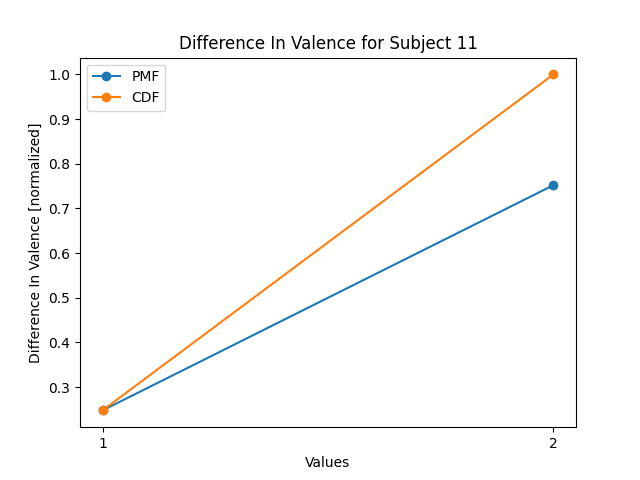 Difference In Valence for Subject 11
PMF
CDF
1.0
0.9
0.8
0.7
0.6
0.5
0.4
0.3
Difference In Valence [normalized]
1
2
Values